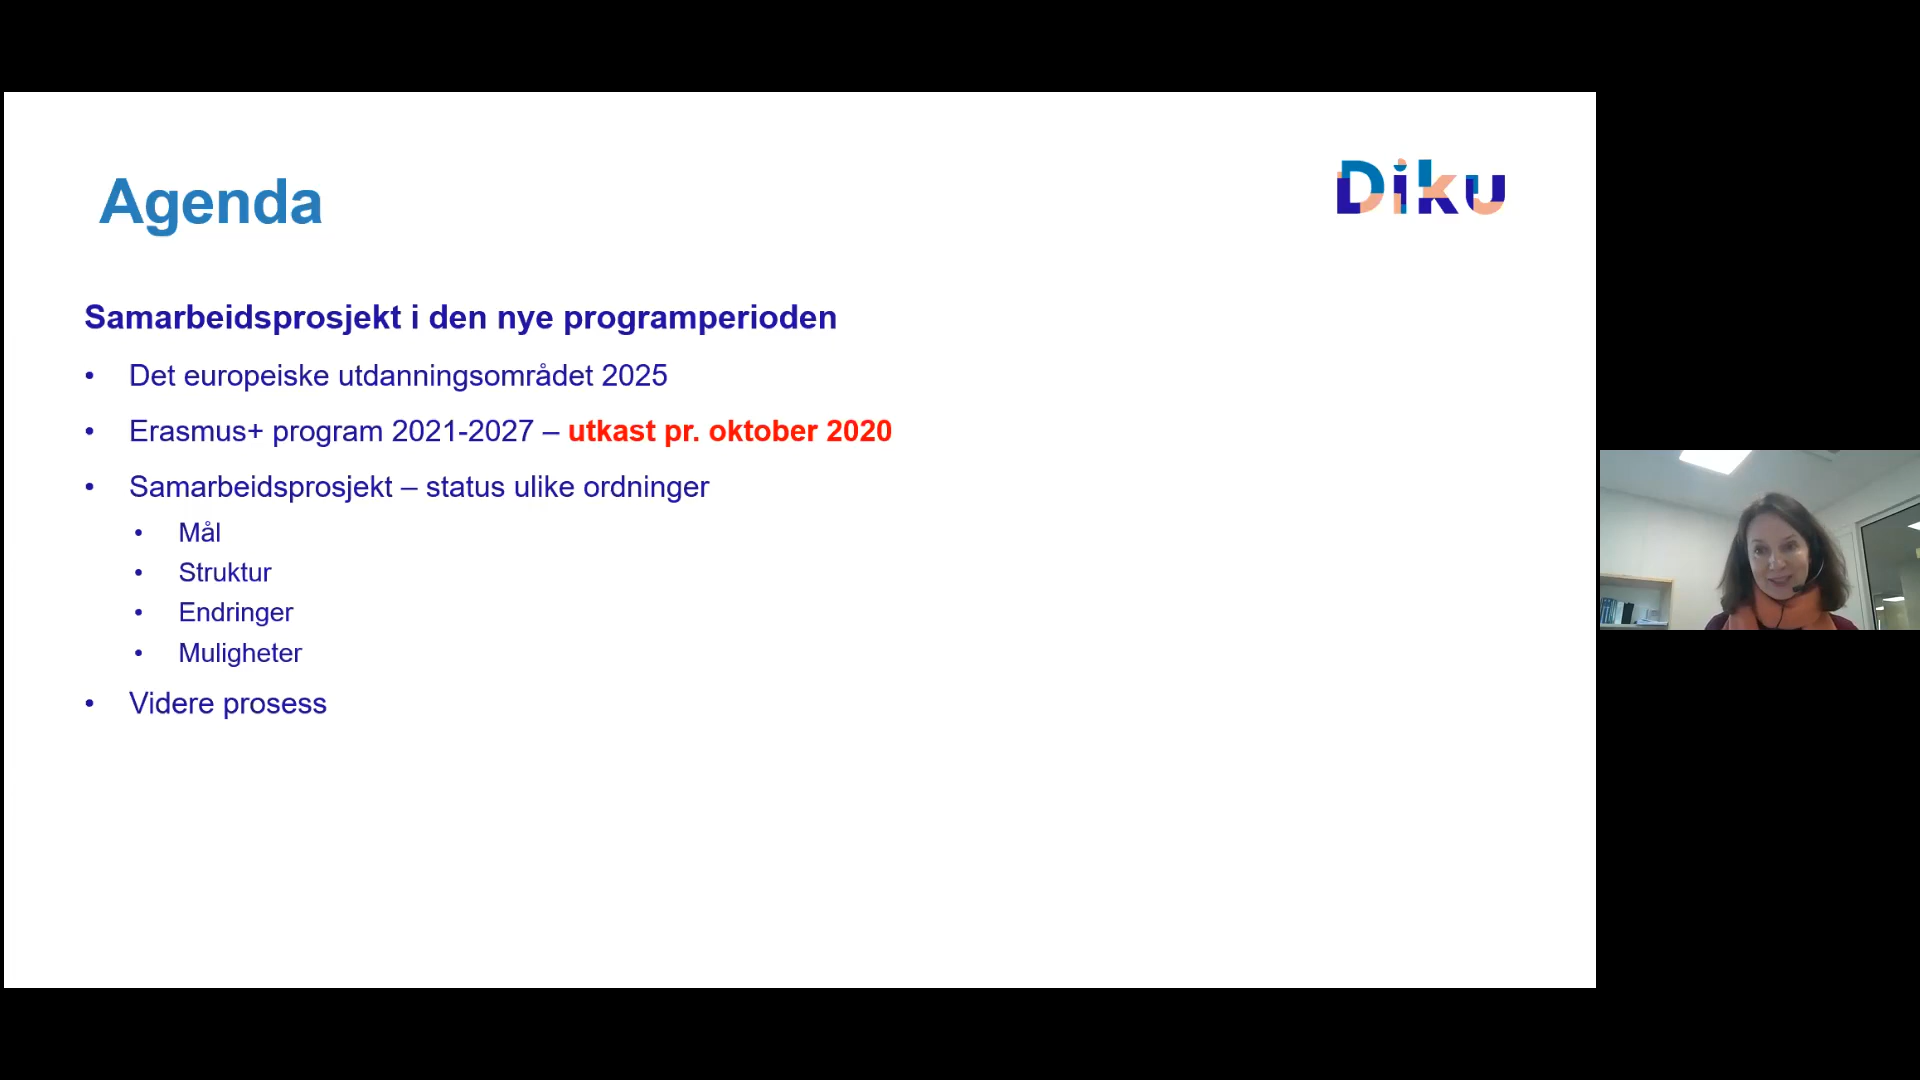 Agenda
Diku
Samarbeidsprosjekt i den nye programperioden
• Det europeiske utdanningsområdet 2025
• Erasmus+ program 2021-2027 – utkast pr. oktober 2020
• Samarbeidsprosjekt – status ulike ordninger
• Mål
• Struktur
• Endringer
• Muligheter
• Videre prosess